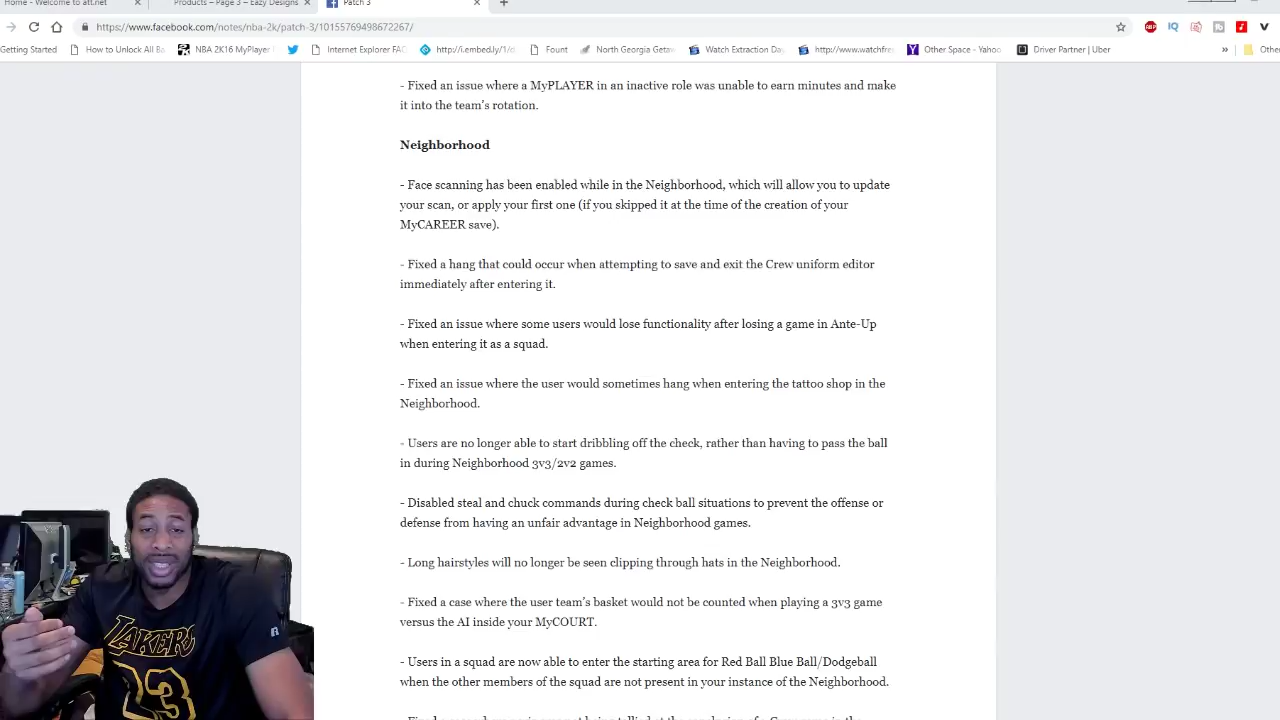 Home - Welcome to att.net
Products – Page 3 – Eazy Designs
Patch 3
https://www.facebook.com/notes/nba-2k/patch-3/10155769498672267/
Getting Started
How to Unlock All Ba
NBA 2K16 MyPlayer
Internet Explorer FAC
http://i.embed.ly/1/d
Fount
North Georgia Getaw
Watch Extraction Day
http://www.watchfre
Other Space - Yahoo
Driver Partner | Uber
»
Othe
- Fixed an issue where a MyPLAYER in an inactive role was unable to earn minutes and make
it into the team's rotation.
Neighborhood
- Face scanning has been enabled while in the Neighborhood, which will allow you to update
your scan, or apply your first one (if you skipped it at the time of the creation of your
MyCAREER save).
- Fixed a hang that could occur when attempting to save and exit the Crew uniform editor
immediately after entering it.
- Fixed an issue where some users would lose functionality after losing a game in Ante-Up
when entering it as a squad.
- Fixed an issue where the user would sometimes hang when entering the tattoo shop in the
Neighborhood.
- Users are no longer able to start dribbling off the check, rather than having to pass the ball
in during Neighborhood 3v3/2v2 games.
- Disabled steal and chuck commands during check ball situations to prevent the offense or
defense from having an unfair advantage in Neighborhood games.
- Long hairstyles will no longer be seen clipping through hats in the Neighborhood.
- Fixed a case where the user team's basket would not be counted when playing a 3v3 game
versus the AI inside your MyCOURT.
- Users in a squad are now able to enter the starting area for Red Ball Blue Ball/Dodgeball
when the other members of the squad are not present in your instance of the Neighborhood.
LAKERS